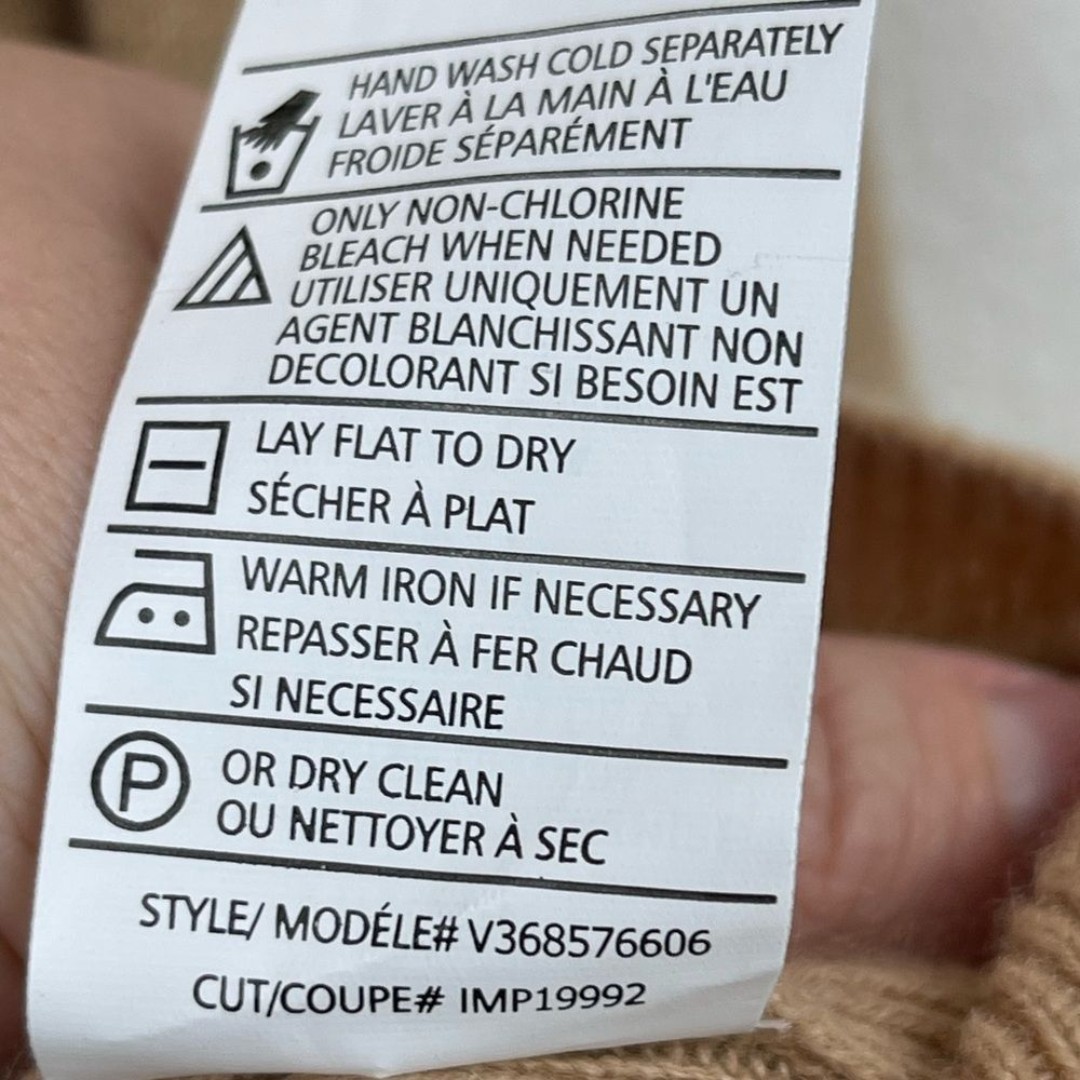 HAND WASH COLD SEPARATELY
LAVER À LA MAIN À L'EAU
FROIDE SÉPARÉMENT
ONLY NON-CHLORINE
BLEACH WHEN NEEDED
UTILISER UNIQUEMENT UN
AGENT BLANCHISSANT NON
DECOLORANT SI BESOIN EST
LAY FLAT TO DRY
SÉCHER À PLAT
WARM IRON IF NECESSARY
REPASSER À FER CHAUD
SI NECESSAIRE
P
OR DRY CLEAN
OU NETTOYER À SEC
STYLE/ MODÉLE# V368576606
CUT/COUPE# IMP19992